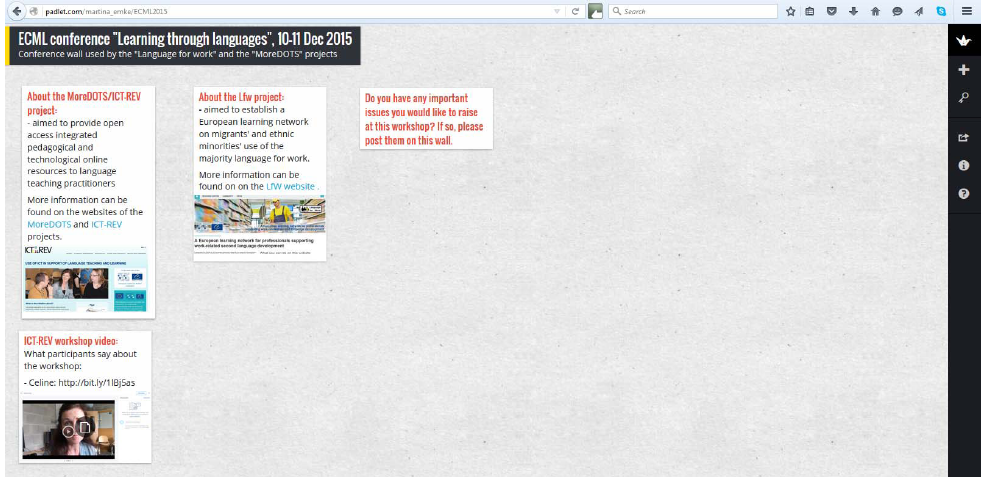 padlet.com/martina_emke/ECML2015
Search
ECML conference "Learning through languages", 10-11 Dec 2015
Conference wall used by the "Language for work" and the "MoreDOTS" projects
About the MoreDOTS/ICT-REV
project:
- aimed to provide open
access integrated
pedagogical and
technological online
resources to language
teaching practitioners
More information can be
found on the websites of the
MoreDOTS and ICT-REV
projects.
ICT-REV
USE OF ICT IN SUPPORT OF LANGUAGE TEACHING AND LEARNING
ICT-REV workshop video:
What participants say about
the workshop:
- Celine: http://bit.ly/1IBj5as
About the Lfw project:
- aimed to establish a
European learning network
on migrants' and ethnic
minorities' use of the
majority language for work.
More information can be
found on on the LfW website .
A European learning network for professionals supporting
work-related second language development
Do you have any important
issues you would like to raise
at this workshop? If so, please
post them on this wall.